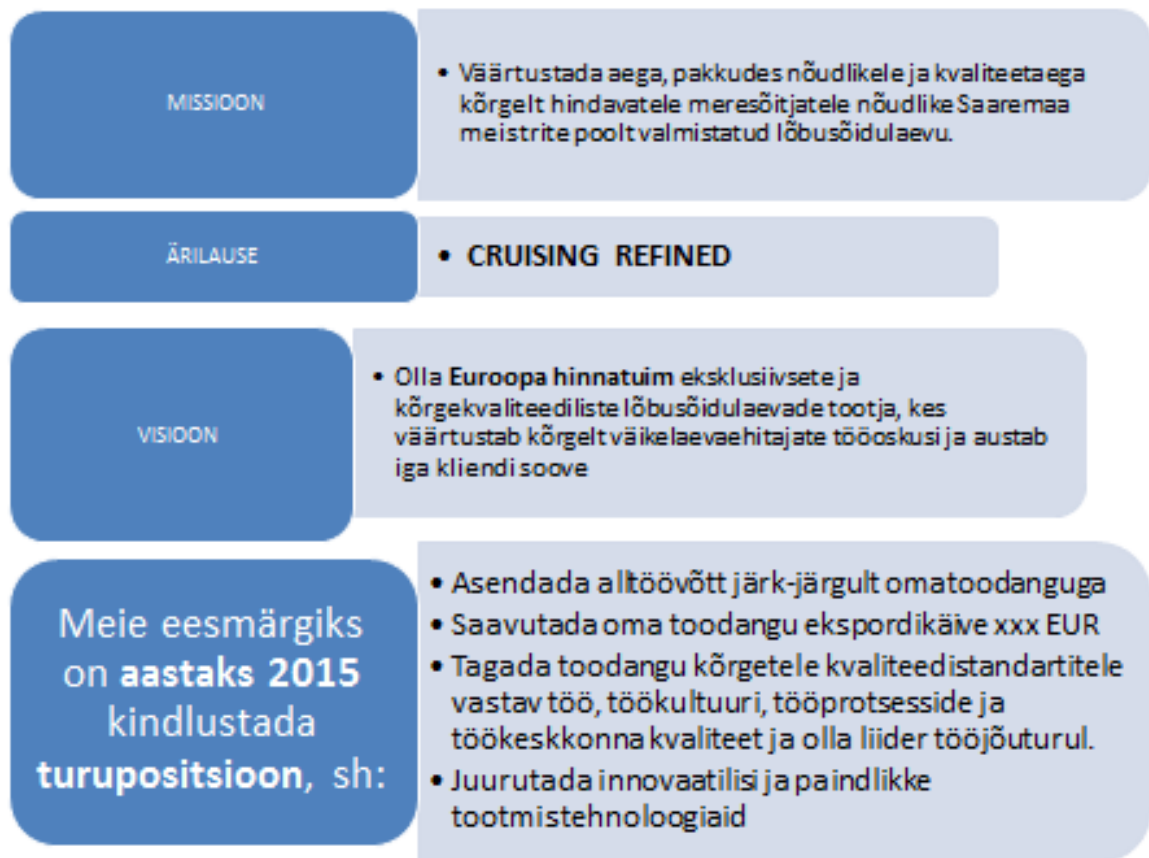 MISSIOON
• Väärtustada aega, pakkudes nõudlikele ja kvaliteetaega
kõrgelt hindavatele meresõitjatele nõudlike Saaremaa
meistrite poolt valmistatud lõbusõidulaevu.
ÄRILAUSE
• CRUISING REFINED
VISIOON
• Olla Euroopa hinnatuim eksklusiivsete ja
kõrgekvaliteediliste lõbusõidulaevade tootja, kes
väärtustab kõrgelt väikelaevaehitajate tööoskusi ja austab
iga kliendi soove
Meie eesmärgiks
on aastaks 2015
kindlustada
turupositsioon, sh:
• Asendada alltöövõtt järk-järgult omatoodanguga
• Saavutada oma toodangu ekspordikäive xxx EUR
• Tagada toodangu kõrgetele kvaliteedistandartitele
vastav töö, töökultuuri, tööprotsesside ja
töökeskkonna kvaliteet ja olla liider tööjõuturul.
• Juurutada innovaatilisi ja paindlikke
tootmistehnoloogiaid